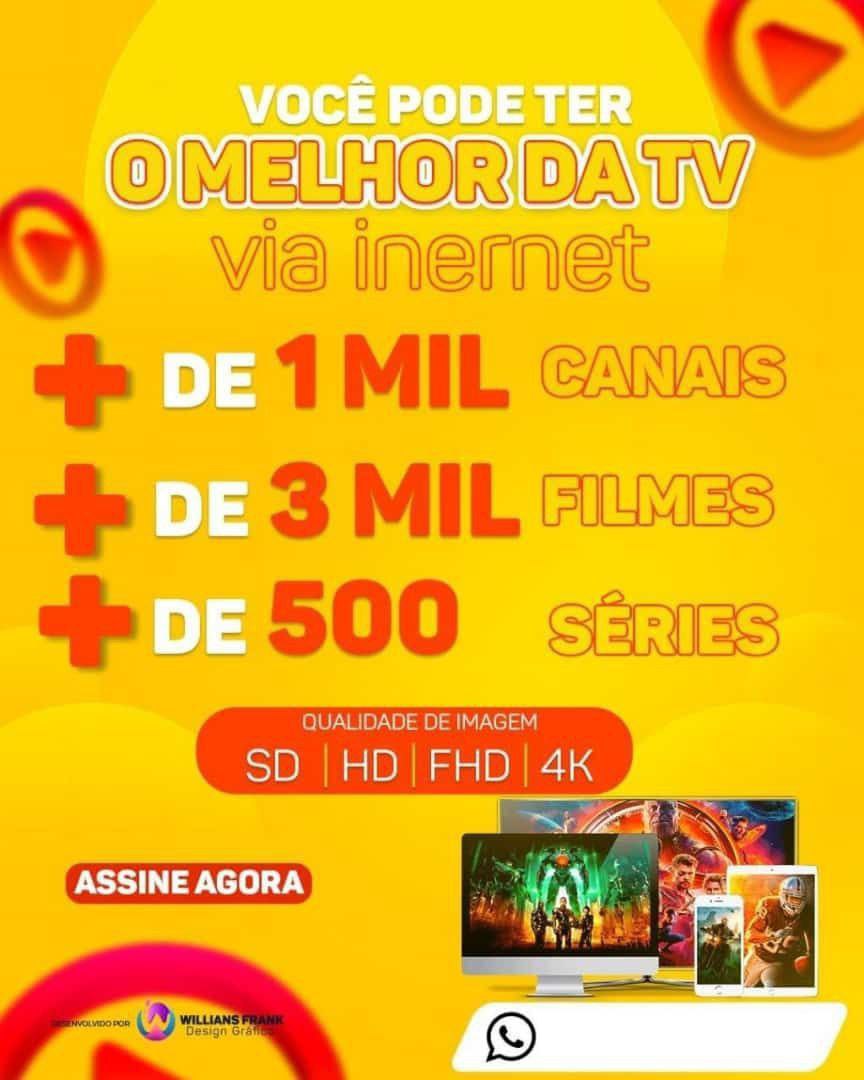 VOCÊ PODE TER
O MELHOR DA TV
via inernet
+ DE 1 MIL CANAIS
+ DE 3 MIL FILMES
+ DE 500 SÉRIES
QUALIDADE DE IMAGEM
SD | HD | FHD | 4K
ASSINE AGORA
DESENVOLVIDO POR
WILLIANS FRANK
Design Gráfico